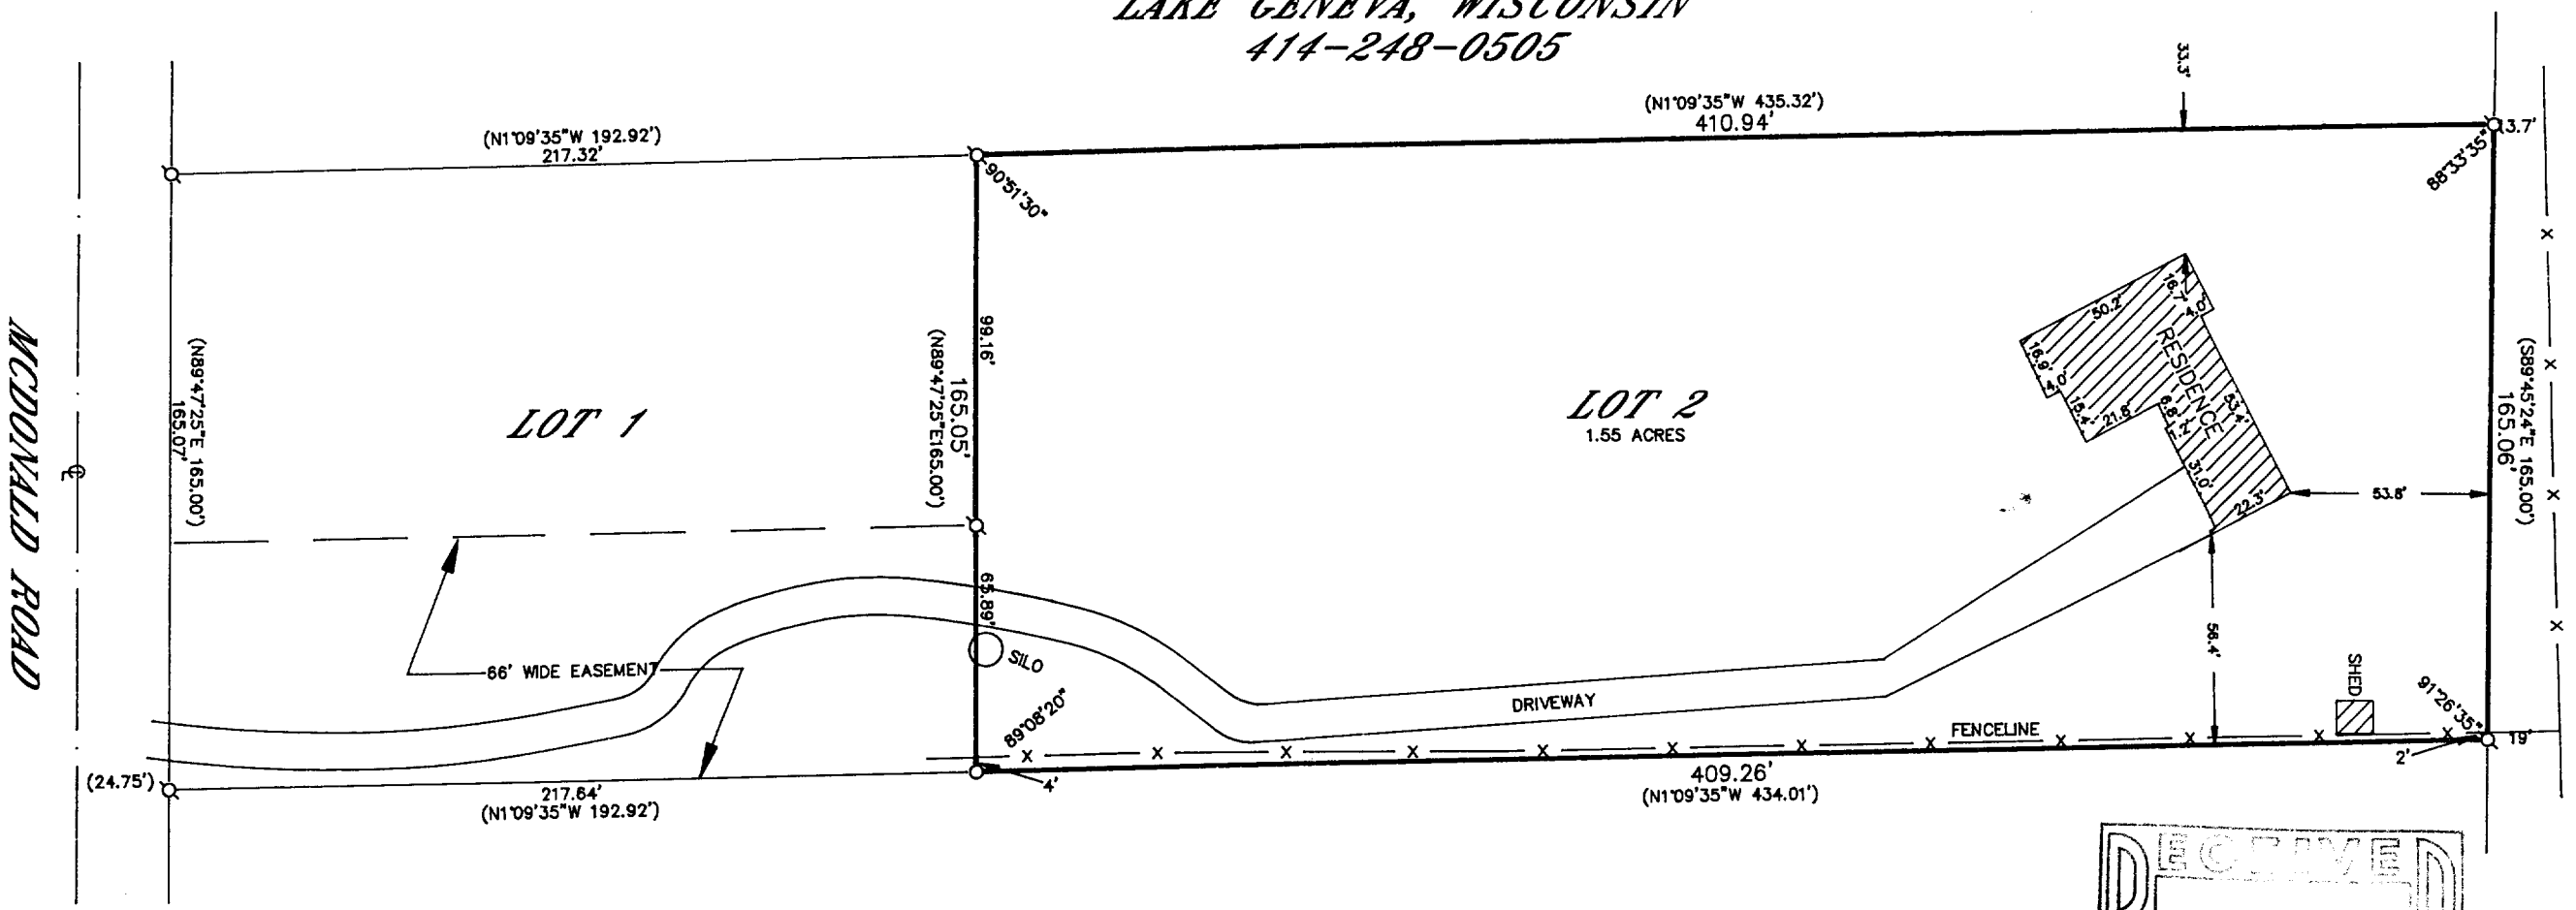 LAKE GENEVA, WISCONSIN
414-248-0505
33.3'
(N1°09'35"W 192.92')
217.32'
(N1°09'35"W 435.32')
410.94'
13.7'
90°51'30"
88°33'35"
MCDONALD ROAD
(N89°47'25"E 165.00')
165.07'
LOT 1
99.16'
165.05'
(N89°47'25"E165.00')
65.89'
LOT 2
1.55 ACRES
RESIDENCE
50.2'
16.7'
4.0'
16.9'
4.0'
15.4'
21.8'
6.8'
1.2'
53.4'
31.0'
22.3'
53.8'
(S89°45'24"E 165.00')
165.06'
66' WIDE EASEMENT
SILO
DRIVEWAY
56.4'
SHED
FENCELINE
89°08'20"
91°26'35"
19'
2'
4'
(24.75')
217.64'
(N1°09'35"W 192.92')
409.26'
(N1°09'35"W 434.01')
RECEIVED